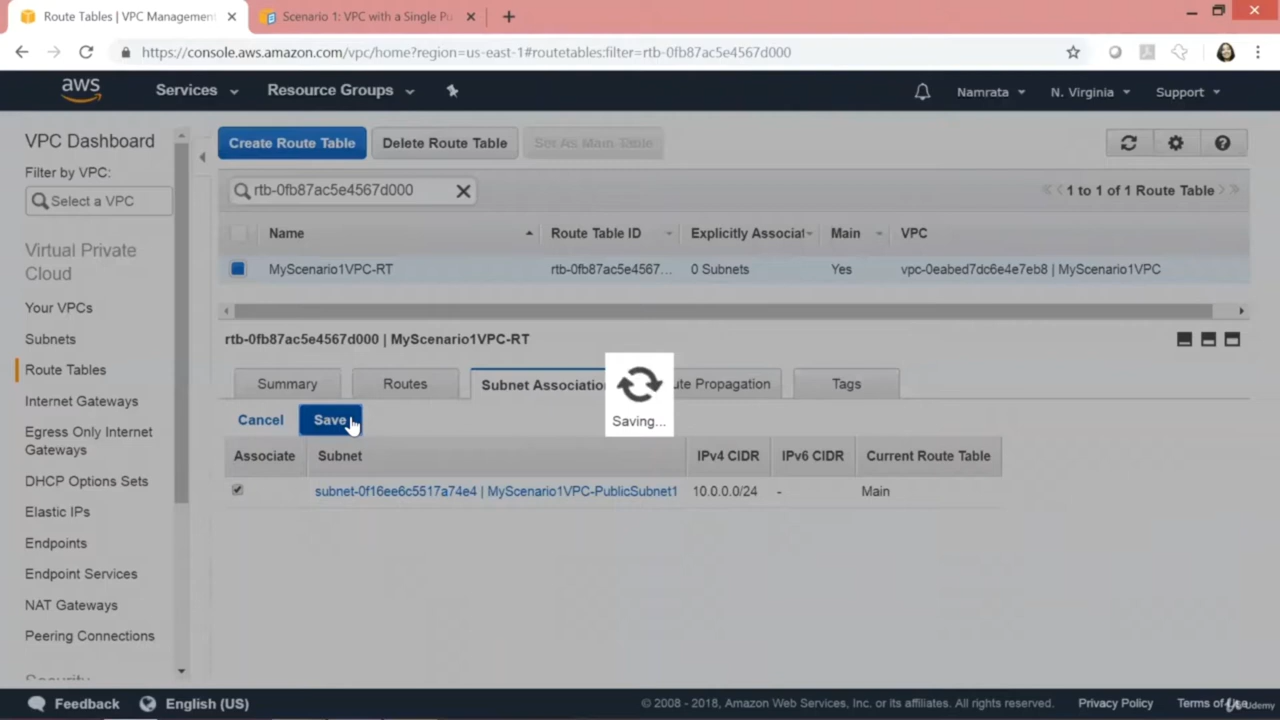 Route Tables | VPC Management
Scenario 1: VPC with a Single Pu
https://console.aws.amazon.com/vpc/home?region=us-east-1#routetables:filter=rtb-0fb87ac5e4567d000
aws
Services
Resource Groups
Namrata
N. Virginia
Support
VPC Dashboard
Filter by VPC:
Select a VPC
Virtual Private
Cloud
Your VPCs
Subnets
Route Tables
Internet Gateways
Egress Only Internet
Gateways
DHCP Options Sets
Elastic IPs
Endpoints
Endpoint Services
NAT Gateways
Peering Connections
Security
Create Route Table
Delete Route Table
Set As Main Table
rtb-0fb87ac5e4567d000
1 to 1 of 1 Route Table
Name
Route Table ID
Explicitly Associat
Main
VPC
MyScenario1VPC-RT
rtb-0fb87ac5e4567...
0 Subnets
Yes
vpc-0eabed7dc6e4e7eb8 | MyScenario1VPC
rtb-0fb87ac5e4567d000 | MyScenario1VPC-RT
Summary
Routes
Subnet Associatio
ute Propagation
Tags
Saving...
Cancel
Save
Associate
Subnet
IPv4 CIDR
IPv6 CIDR
Current Route Table
subnet-0f16ee6c5517a74e4 | MyScenario1VPC-PublicSubnet1
10.0.0.0/24
-
Main
Feedback
English (US)
© 2008 - 2018, Amazon Web Services, Inc. or its affiliates. All rights reserved.
Privacy Policy
Terms of
Udemy